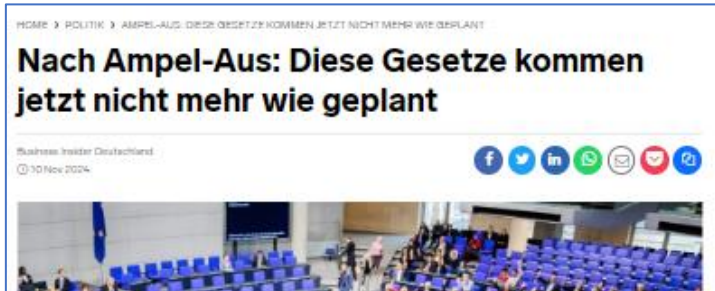 HOME > POLITIK > AMPEL-AUS: DIESE GESETZE KOMMEN JETZT NICHT MEHR WIE GEPLANT
Nach Ampel-Aus: Diese Gesetze kommen
jetzt nicht mehr wie geplant
Business Insider Deutschland
10 Nov 2024